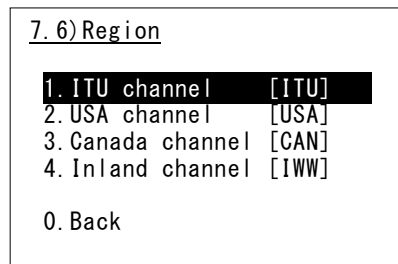 7.6)Region
1.ITU channel [ITU]
2.USA channel [USA]
3.Canada channel [CAN]
4.Inland channel [IWW]
0.Back